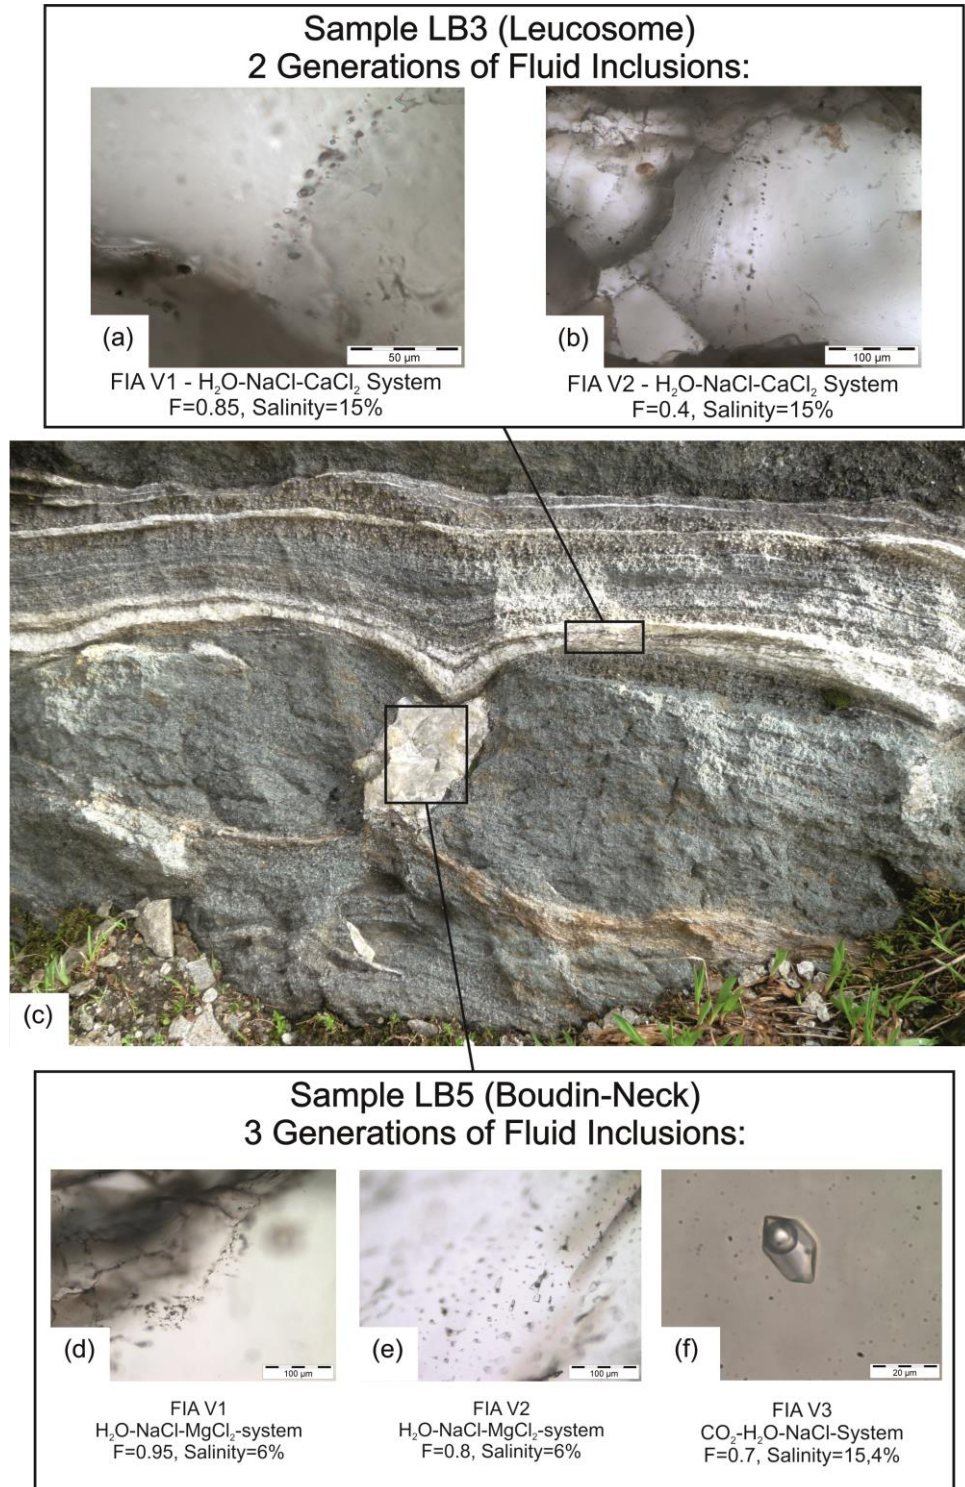 Sample LB3 (Leucosome)
2 Generations of Fluid Inclusions:
(a)
50 µm
(b)
100 µm
FIA V1 - H₂O-NaCl-CaCl₂ System
F=0.85, Salinity=15%
FIA V2 - H₂O-NaCl-CaCl₂ System
F=0.4, Salinity=15%
(c)
Sample LB5 (Boudin-Neck)
3 Generations of Fluid Inclusions:
(d)
100 µm
(e)
100 µm
(f)
20 µm
FIA V1
H₂O-NaCl-MgCl₂-system
F=0.95, Salinity=6%
FIA V2
H₂O-NaCl-MgCl₂-system
F=0.8, Salinity=6%
FIA V3
CO₂-H₂O-NaCl-System
F=0.7, Salinity=15,4%